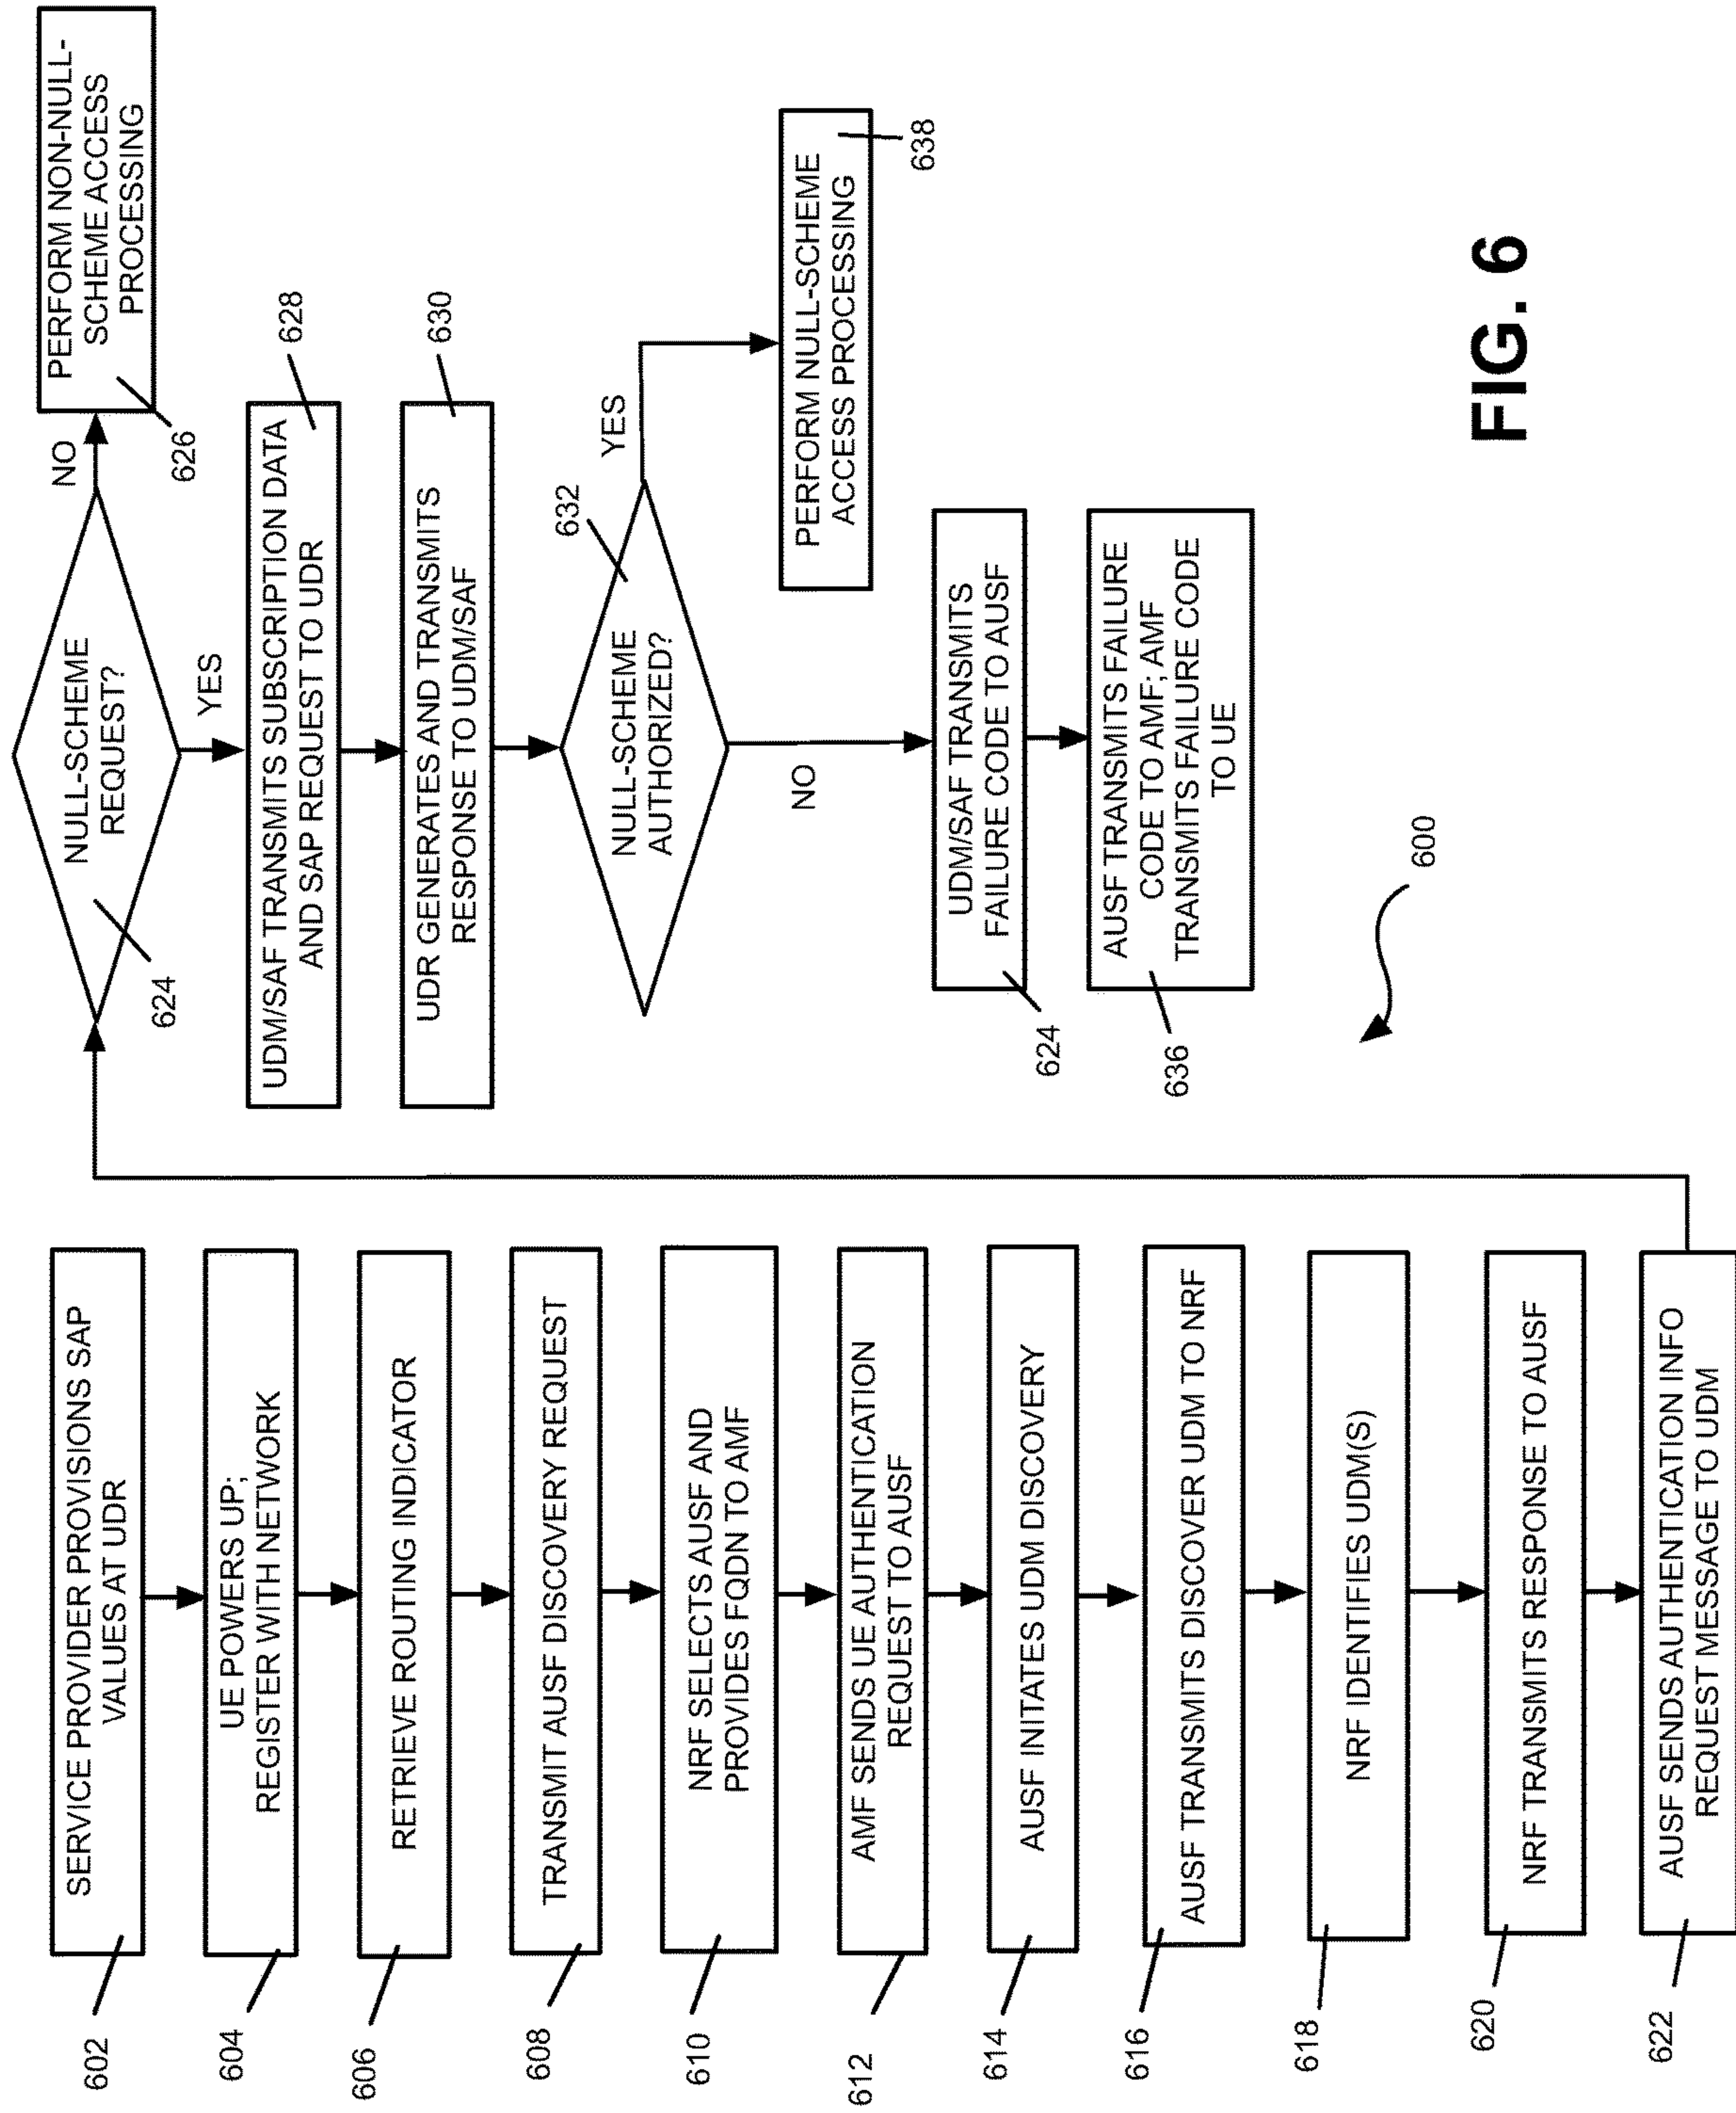 SERVICE PROVIDER PROVISIONS SAP
VALUES AT UDR
602
UE POWERS UP;
REGISTER WITH NETWORK
604
RETRIEVE ROUTING INDICATOR
606
TRANSMIT AUSF DISCOVERY REQUEST
608
NRF SELECTS AUSF AND
PROVIDES FQDN TO AMF
610
AMF SENDS UE AUTHENTICATION
REQUEST TO AUSF
612
AUSF INITATES UDM DISCOVERY
614
AUSF TRANSMITS DISCOVER UDM TO NRF
616
NRF IDENTIFIES UDM(S)
618
NRF TRANSMITS RESPONSE TO AUSF
620
AUSF SENDS AUTHENTICATION INFO
REQUEST MESSAGE TO UDM
622
NULL-SCHEME
REQUEST?
624
NO
PERFORM NON-NULL-
SCHEME ACCESS
PROCESSING
626
YES
UDM/SAF TRANSMITS SUBSCRIPTION DATA
AND SAP REQUEST TO UDR
628
UDR GENERATES AND TRANSMITS
RESPONSE TO UDM/SAF
630
NULL-SCHEME
AUTHORIZED?
632
YES
PERFORM NULL-SCHEME
ACCESS PROCESSING
638
NO
UDM/SAF TRANSMITS
FAILURE CODE TO AUSF
624
AUSF TRANSMITS FAILURE
CODE TO AMF; AMF
TRANSMITS FAILURE CODE
TO UE
636
600
FIG. 6